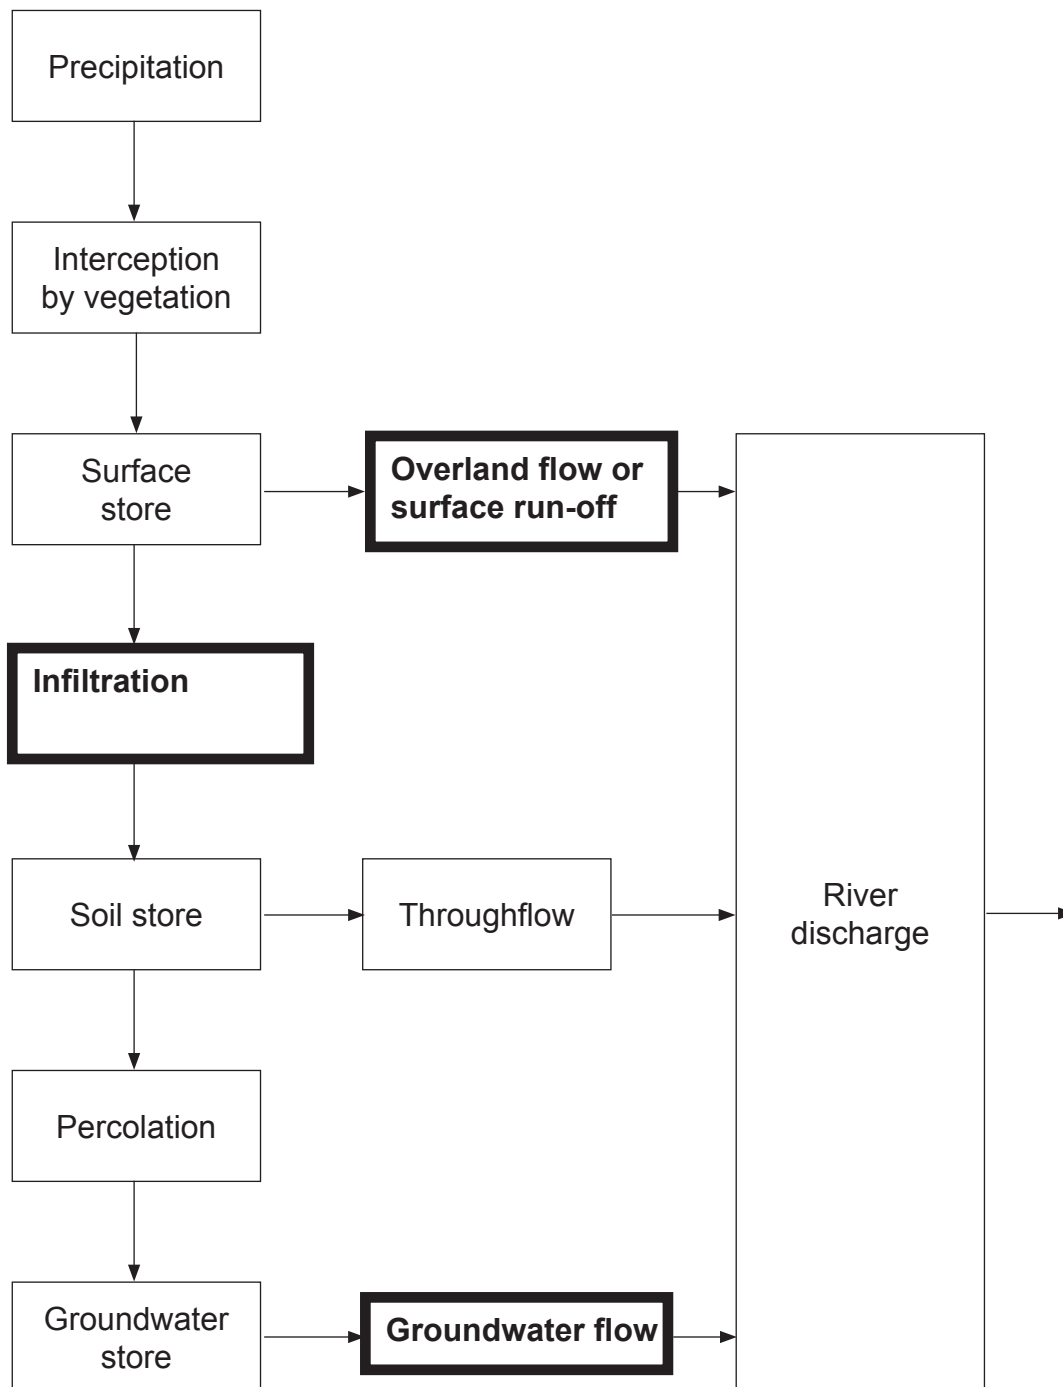 Precipitation
Interception
by vegetation
Surface
store
Overland flow or
surface run-off
Infiltration
Soil store
Throughflow
River
discharge
Percolation
Groundwater
store
Groundwater flow